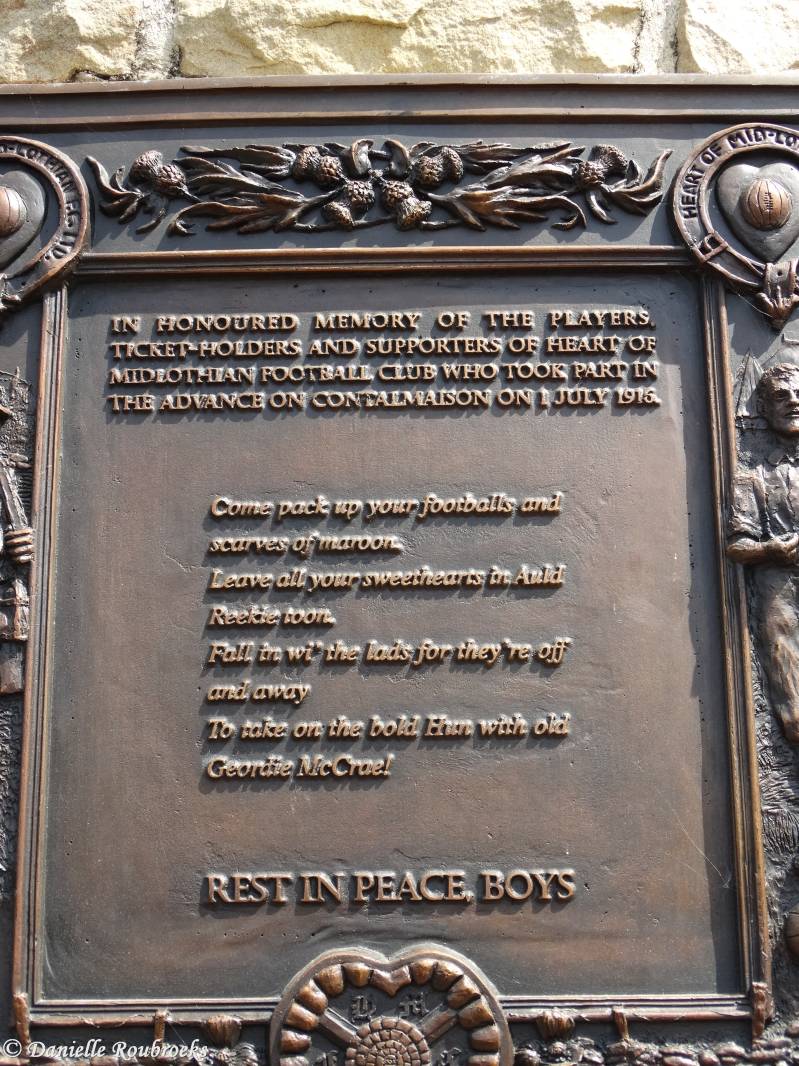 HEART OF MID-LO
IN HONOURED MEMORY OF THE PLAYERS,
TICKET-HOLDERS AND SUPPORTERS OF HEART OF
MIDLOTHIAN FOOTBALL CLUB WHO TOOK PART IN
THE ADVANCE ON CONTALMAISON ON 1 JULY 1916.
Come pack up your footballs and
scarves of maroon.
Leave all your sweethearts in Auld
Reekie toon.
Fall in wi' the lads for they're off
and away
To take on the bold Hun with old
Geordie McCrae!
REST IN PEACE, BOYS
© Danielle Roubroeks